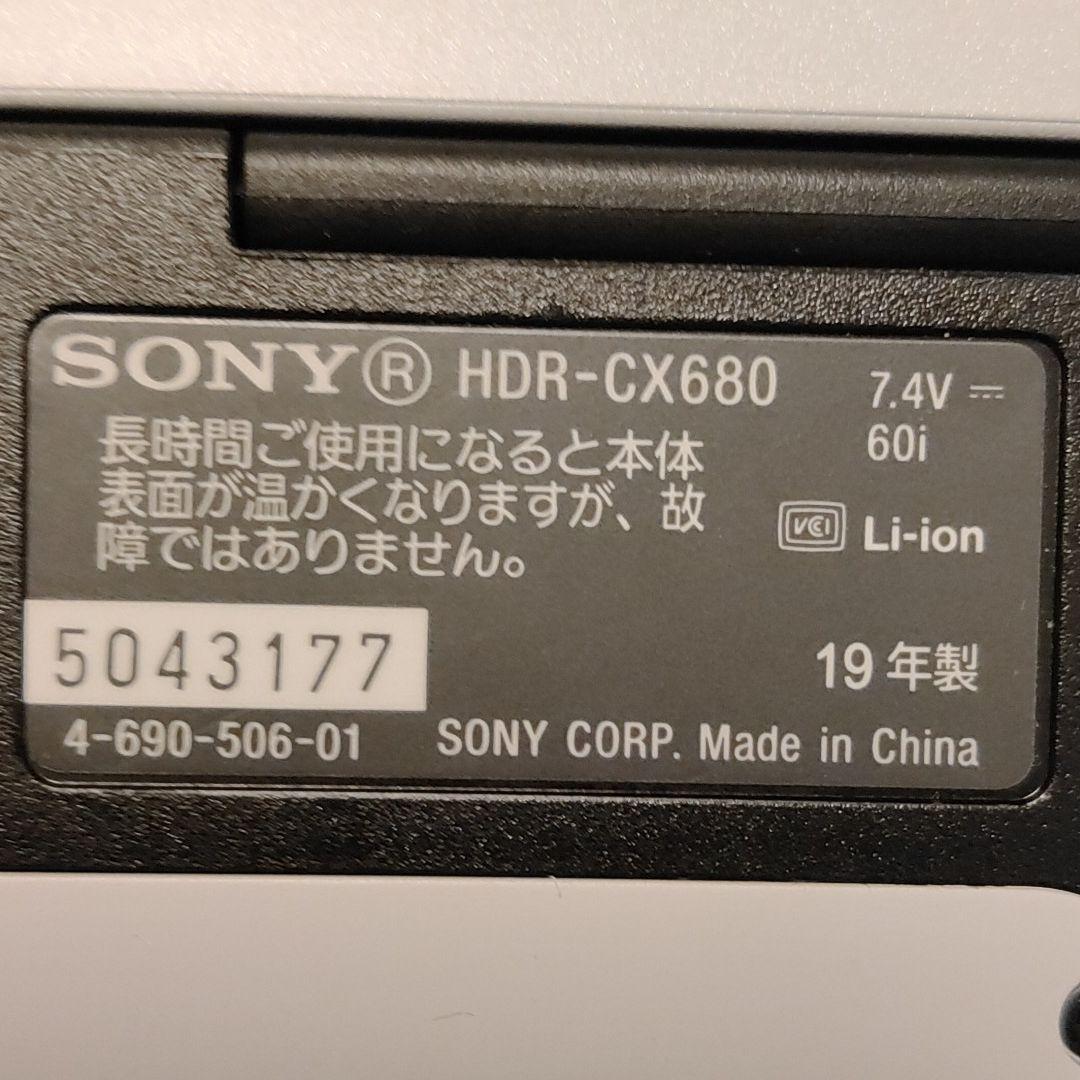 SONY® HDR-CX680 7.4V ⎓
60i
長時間ご使用になると本体
表面が温かくなりますが、故
障ではありません。
VCCI Li-ion
5043177
19年製
4-690-506-01 SONY CORP. Made in China